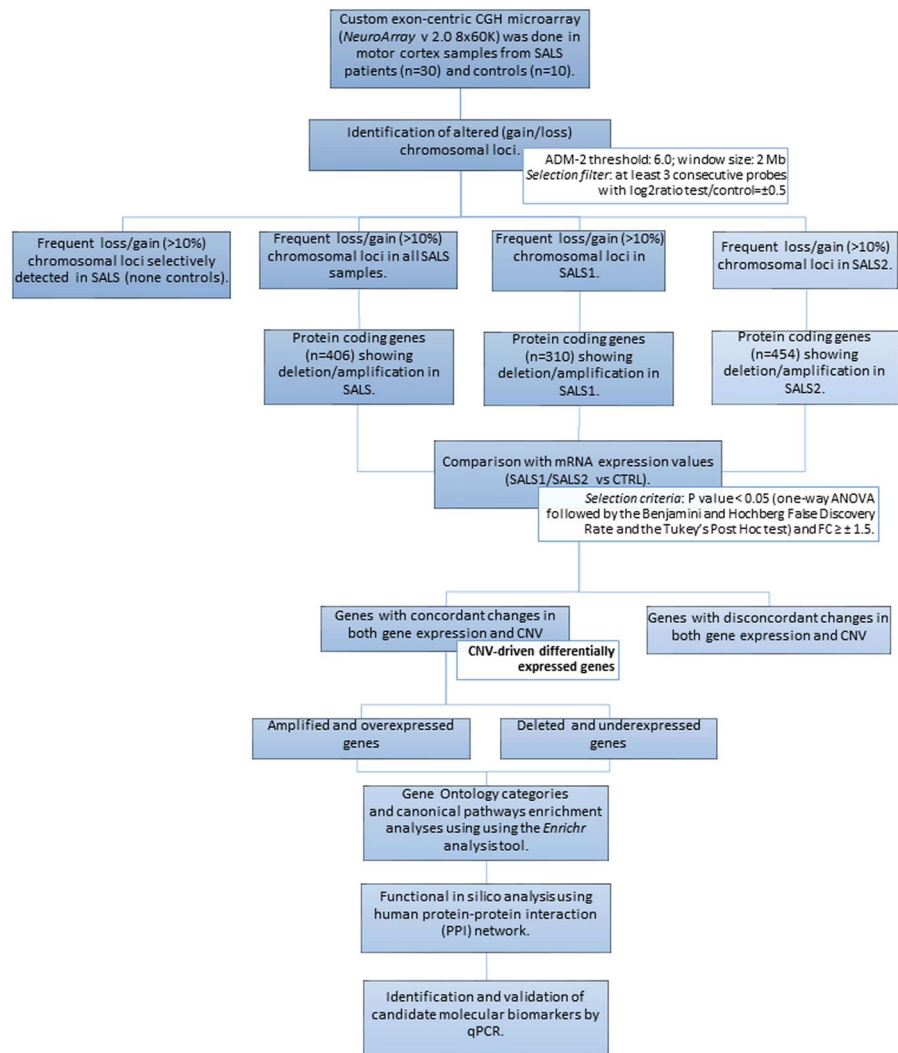 Custom exon-centric CGH microarray
(NeuroArray v 2.0 8x60K) was done in
motor cortex samples from SALS
patients (n=30) and controls (n=10).
Identification of altered (gain/loss)
chromosomal loci.
ADM-2 threshold: 6.0; window size: 2 Mb
Selection filter: at least 3 consecutive probes
with log2ratio test/control=±0.5
Frequent loss/gain (>10%)
chromosomal loci selectively
detected in SALS (none controls).
Frequent loss/gain (>10%)
chromosomal loci in all SALS
samples.
Frequent loss/gain (>10%)
chromosomal loci in SALS1.
Frequent loss/gain (>10%)
chromosomal loci in SALS2.
Protein coding genes
(n=406) showing
deletion/amplification in
SALS.
Protein coding genes
(n=310) showing
deletion/amplification in
SALS1.
Protein coding genes
(n=454) showing
deletion/amplification in
SALS2.
Comparison with mRNA expression values
(SALS1/SALS2 vs CTRL).
Selection criteria: P value < 0.05 (one-way ANOVA
followed by the Benjamini and Hochberg False Discovery
Rate and the Tukey's Post Hoc test) and FC ≥ ± 1.5.
Genes with concordant changes in
both gene expression and CNV
Genes with disconcordant changes in
both gene expression and CNV
CNV-driven differentially
expressed genes
Amplified and overexpressed
genes
Deleted and underexpressed
genes
Gene Ontology categories
and canonical pathways enrichment
analyses using using the Enrichr
analysis tool.
Functional in silico analysis using
human protein-protein interaction
(PPI) network.
Identification and validation of
candidate molecular biomarkers by
qPCR.